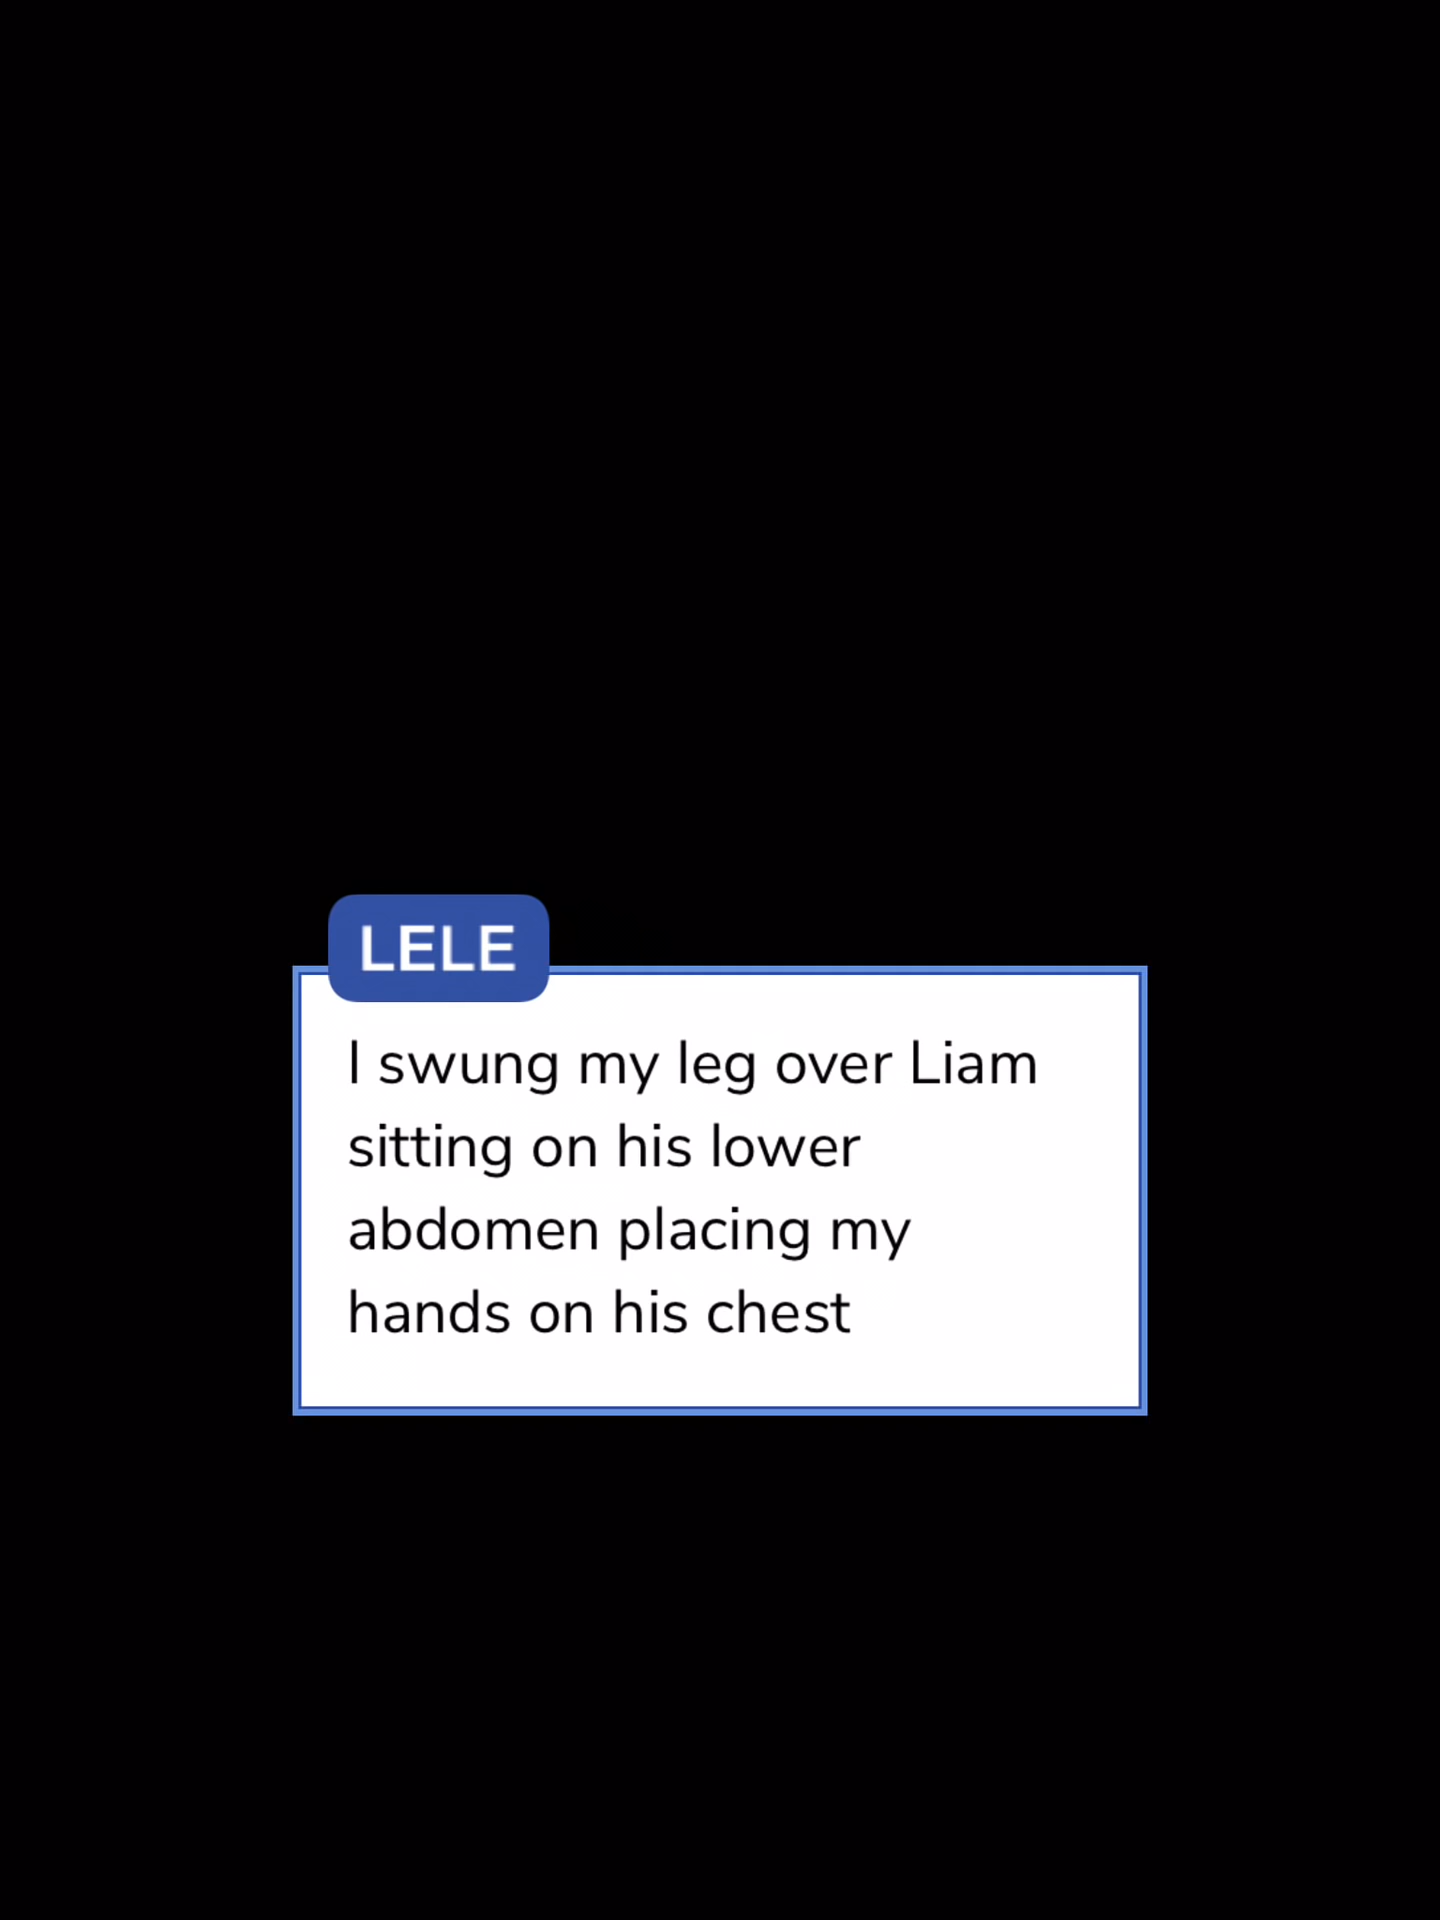 LELE
I swung my leg over Liam
sitting on his lower
abdomen placing my
hands on his chest